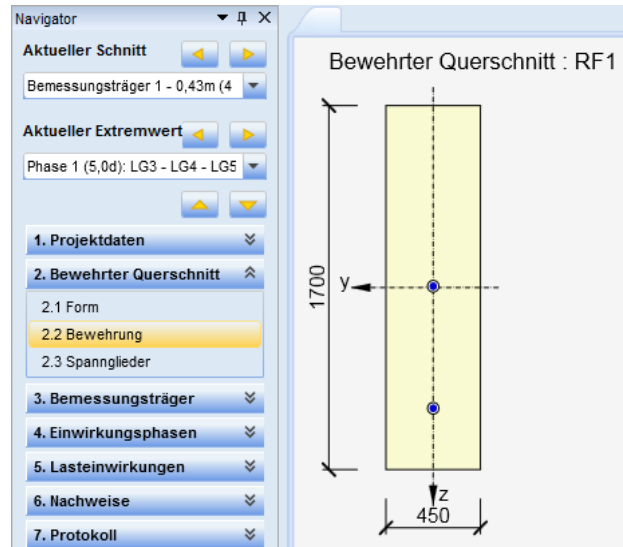 Navigator
Aktueller Schnitt
Bemessungsträger 1 - 0,43m (4
Aktueller Extremwert
Phase 1 (5,0d): LG3 - LG4 - LG5
1. Projektdaten
2. Bewehrter Querschnitt
2.1 Form
2.2 Bewehrung
2.3 Spannglieder
3. Bemessungsträger
4. Einwirkungsphasen
5. Lasteinwirkungen
6. Nachweise
7. Protokoll
Bewehrter Querschnitt : RF1
1700
y
z
450